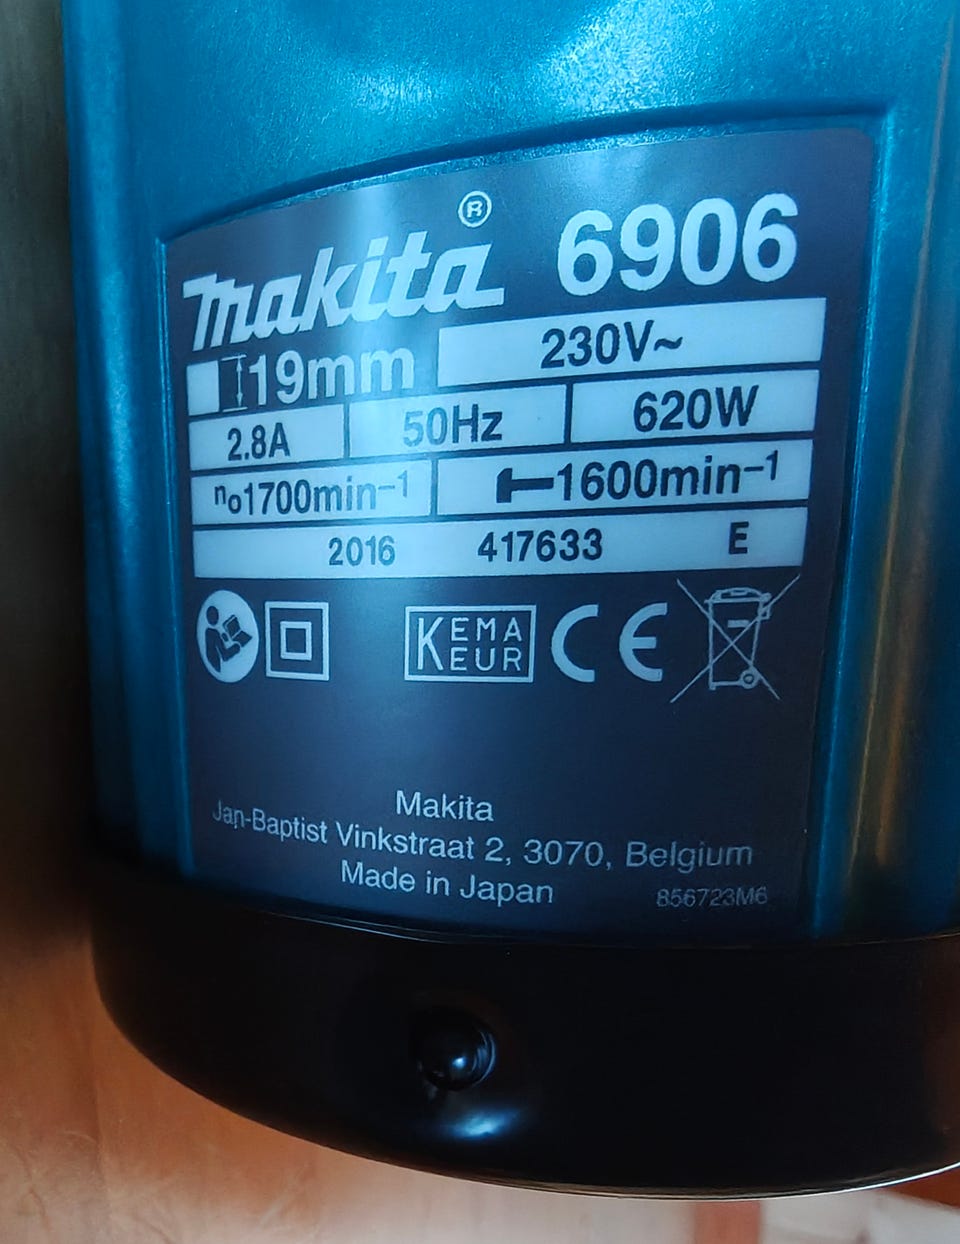 makita® 6906
19mm 230V~
2.8A 50Hz 620W
n₀1700min⁻¹ 1600min⁻¹
2016 417633 E
KEMA EUR CE
Makita
Jan-Baptist Vinkstraat 2, 3070, Belgium
Made in Japan 856723M6